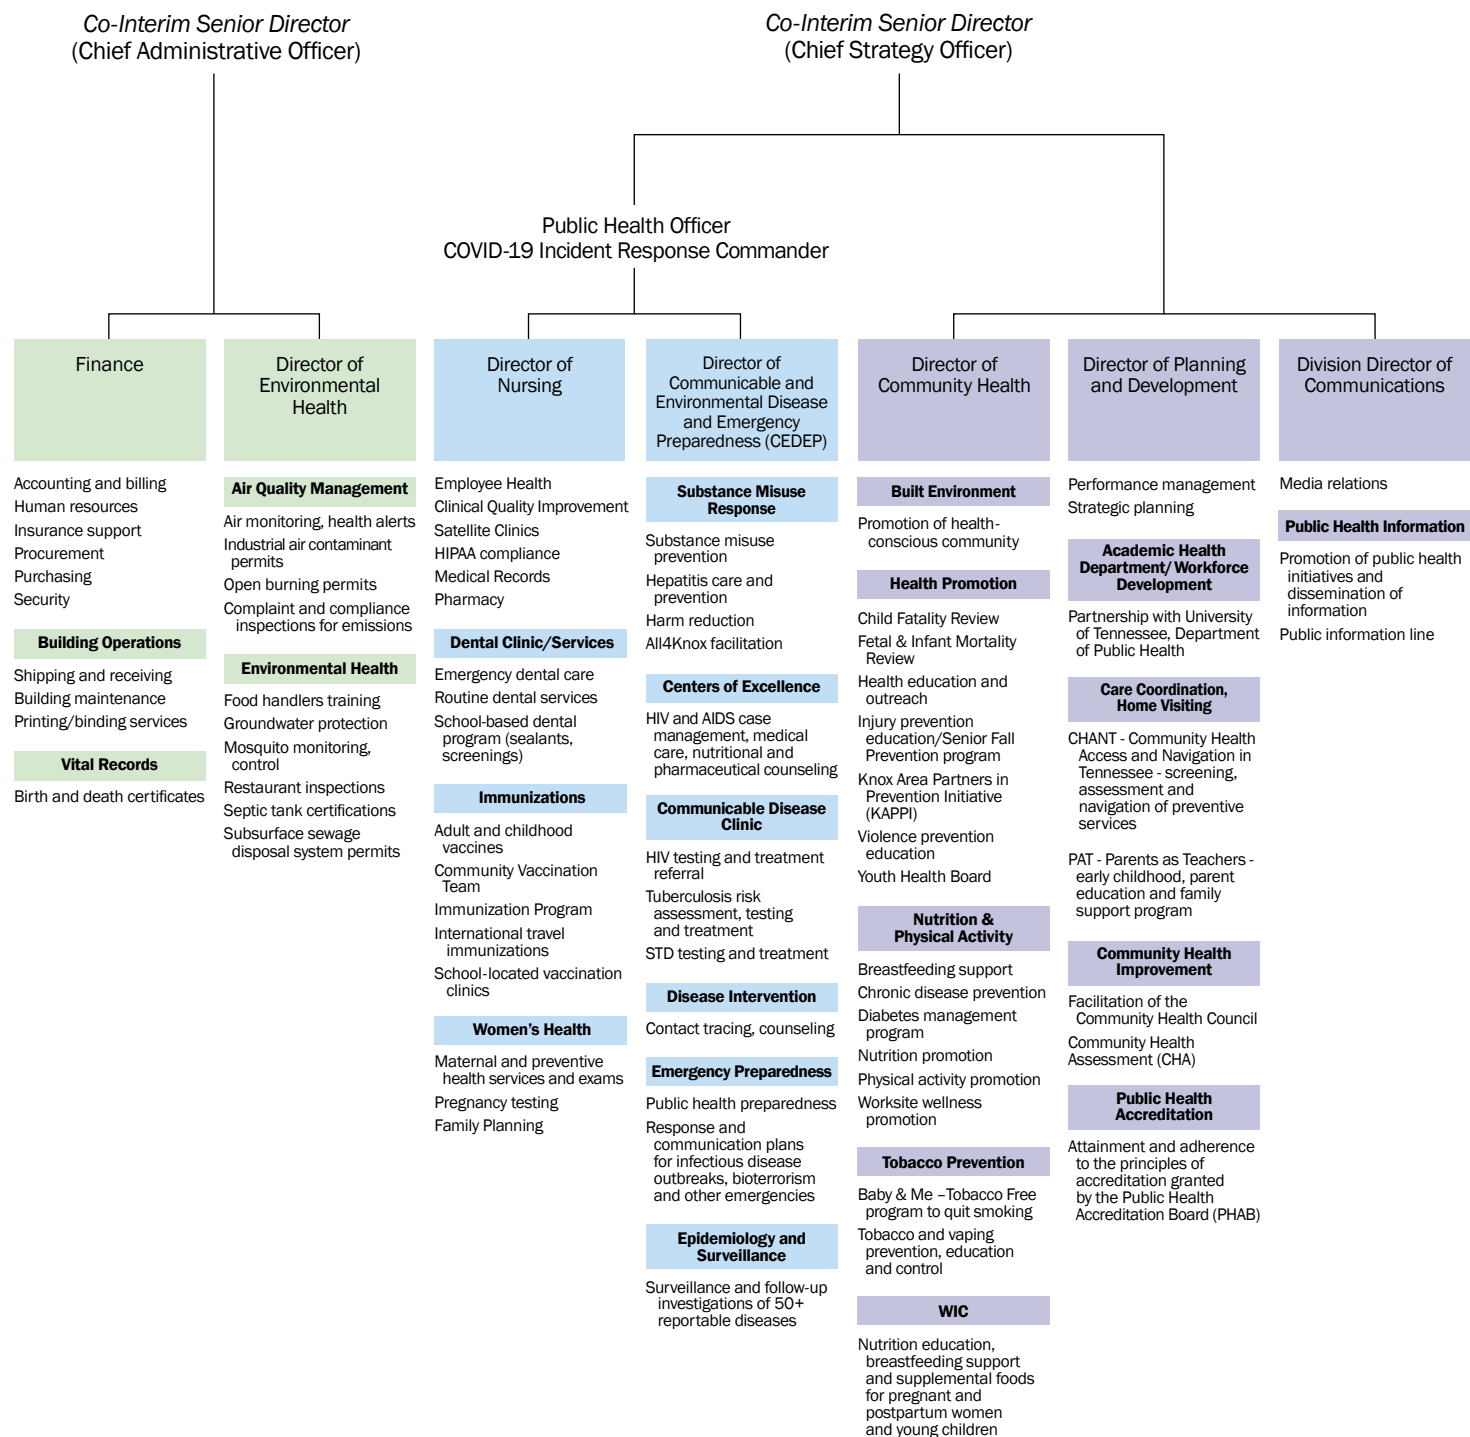 Co-Interim Senior Director
(Chief Administrative Officer)
Co-Interim Senior Director
(Chief Strategy Officer)
Public Health Officer
COVID-19 Incident Response Commander
Finance
Accounting and billing
Human resources
Insurance support
Procurement
Purchasing
Security
Building Operations
Shipping and receiving
Building maintenance
Printing/binding services
Vital Records
Birth and death certificates
Director of
Environmental
Health
Air Quality Management
Air monitoring, health alerts
Industrial air contaminant
permits
Open burning permits
Complaint and compliance
inspections for emissions
Environmental Health
Food handlers training
Groundwater protection
Mosquito monitoring,
control
Restaurant inspections
Septic tank certifications
Subsurface sewage
disposal system permits
Director of
Nursing
Employee Health
Clinical Quality Improvement
Satellite Clinics
HIPAA compliance
Medical Records
Pharmacy
Dental Clinic/Services
Emergency dental care
Routine dental services
School-based dental
program (sealants,
screenings)
Immunizations
Adult and childhood
vaccines
Community Vaccination
Team
Immunization Program
International travel
immunizations
School-located vaccination
clinics
Women's Health
Maternal and preventive
health services and exams
Pregnancy testing
Family Planning
Director of
Communicable and
Environmental Disease
and Emergency
Preparedness (CEDEP)
Substance Misuse
Response
Substance misuse
prevention
Hepatitis care and
prevention
Harm reduction
All4Knox facilitation
Centers of Excellence
HIV and AIDS case
management, medical
care, nutritional and
pharmaceutical counseling
Communicable Disease
Clinic
HIV testing and treatment
referral
Tuberculosis risk
assessment, testing
and treatment
STD testing and treatment
Disease Intervention
Contact tracing, counseling
Emergency Preparedness
Public health preparedness
Response and
communication plans
for infectious disease
outbreaks, bioterrorism
and other emergencies
Epidemiology and
Surveillance
Surveillance and follow-up
investigations of 50+
reportable diseases
Director of
Community Health
Built Environment
Promotion of health-
conscious community
Health Promotion
Child Fatality Review
Fetal & Infant Mortality
Review
Health education and
outreach
Injury prevention
education/Senior Fall
Prevention program
Knox Area Partners in
Prevention Initiative
(KAPPI)
Violence prevention
education
Youth Health Board
Nutrition &
Physical Activity
Breastfeeding support
Chronic disease prevention
Diabetes management
program
Nutrition promotion
Physical activity promotion
Worksite wellness
promotion
Tobacco Prevention
Baby & Me –Tobacco Free
program to quit smoking
Tobacco and vaping
prevention, education
and control
WIC
Nutrition education,
breastfeeding support
and supplemental foods
for pregnant and
postpartum women
and young children
Director of Planning
and Development
Performance management
Strategic planning
Academic Health
Department/Workforce
Development
Partnership with University
of Tennessee, Department
of Public Health
Care Coordination,
Home Visiting
CHANT - Community Health
Access and Navigation in
Tennessee - screening,
assessment and
navigation of preventive
services
PAT - Parents as Teachers -
early childhood, parent
education and family
support program
Community Health
Improvement
Facilitation of the
Community Health Council
Community Health
Assessment (CHA)
Public Health
Accreditation
Attainment and adherence
to the principles of
accreditation granted
by the Public Health
Accreditation Board (PHAB)
Division Director of
Communications
Media relations
Public Health Information
Promotion of public health
initiatives and
dissemination of
information
Public information line